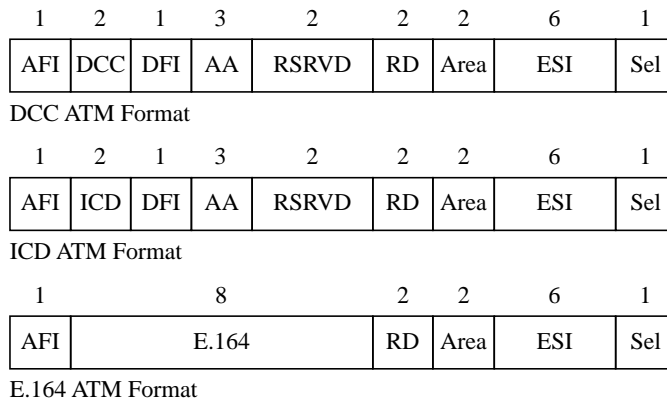 1 2 1 3 2 2 2 6 1
AFI DCC DFI AA RSRVD RD Area ESI Sel
DCC ATM Format
1 2 1 3 2 2 2 6 1
AFI ICD DFI AA RSRVD RD Area ESI Sel
ICD ATM Format
1 8 2 2 6 1
AFI E.164 RD Area ESI Sel
E.164 ATM Format